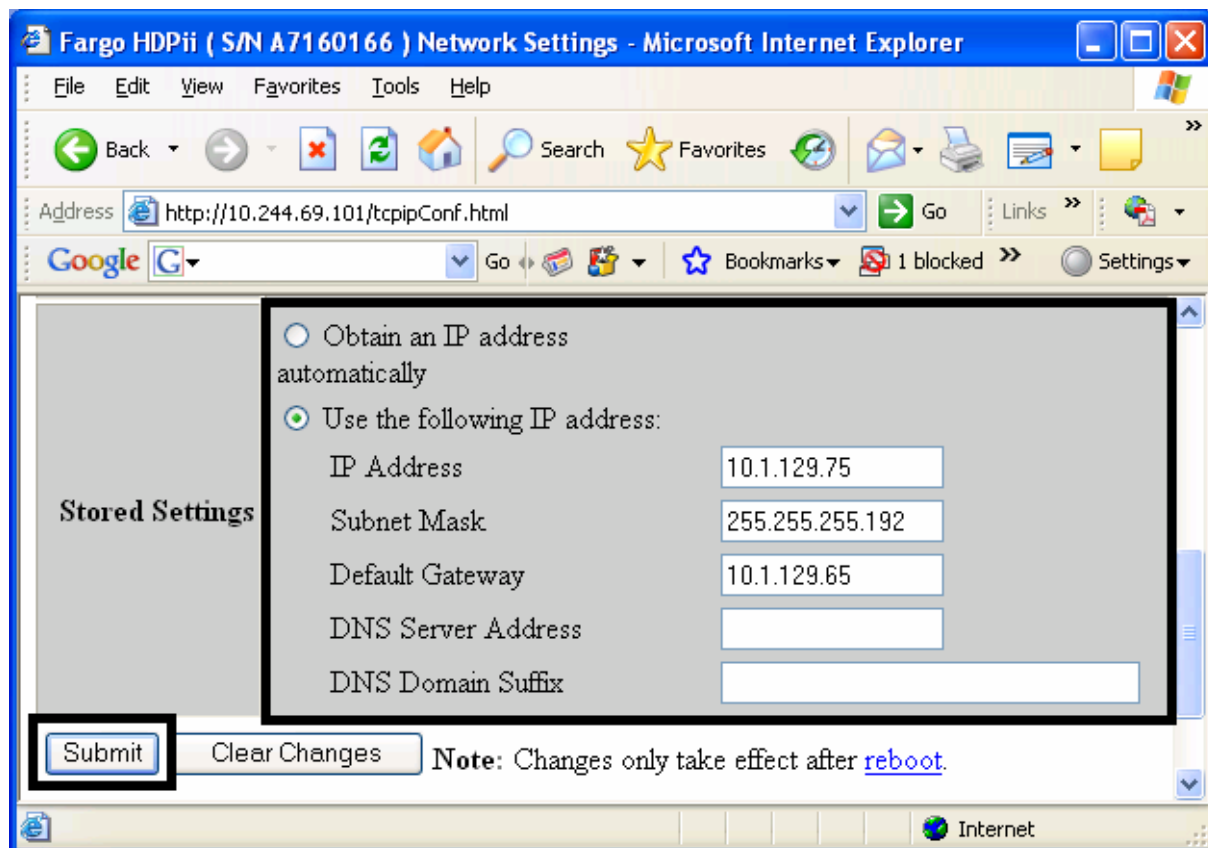 Fargo HDPii ( S/N A7160166 ) Network Settings - Microsoft Internet Explorer
File Edit View Favorites Tools Help
Back Search Favorites
Address http://10.244.69.101/tcpipConf.html Go Links
Google G Go Bookmarks 1 blocked Settings
Obtain an IP address
automatically
Use the following IP address:
IP Address 10.1.129.75
Stored Settings
Subnet Mask 255.255.255.192
Default Gateway 10.1.129.65
DNS Server Address
DNS Domain Suffix
Submit Clear Changes Note: Changes only take effect after reboot.
Internet